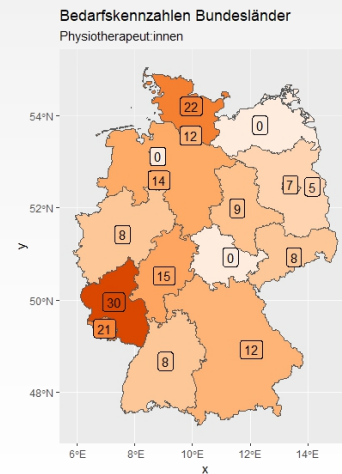 Bedarfskennzahlen Bundesländer
Physiotherapeut:innen
54°N
52°N
50°N
48°N
y
22
0
12
0
14
7
5
9
8
0
8
15
30
21
12
8
6°E
8°E
10°E
12°E
14°E
x